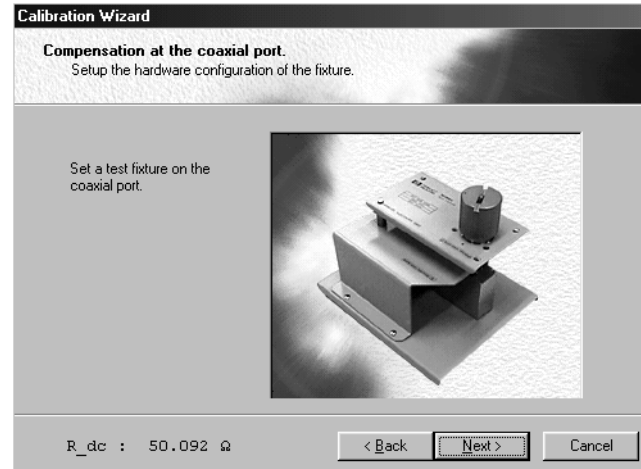 Calibration Wizard
Compensation at the coaxial port.
Setup the hardware configuration of the fixture.
Set a test fixture on the
coaxial port.
R_dc : 50.092 Ω
< Back
Next >
Cancel